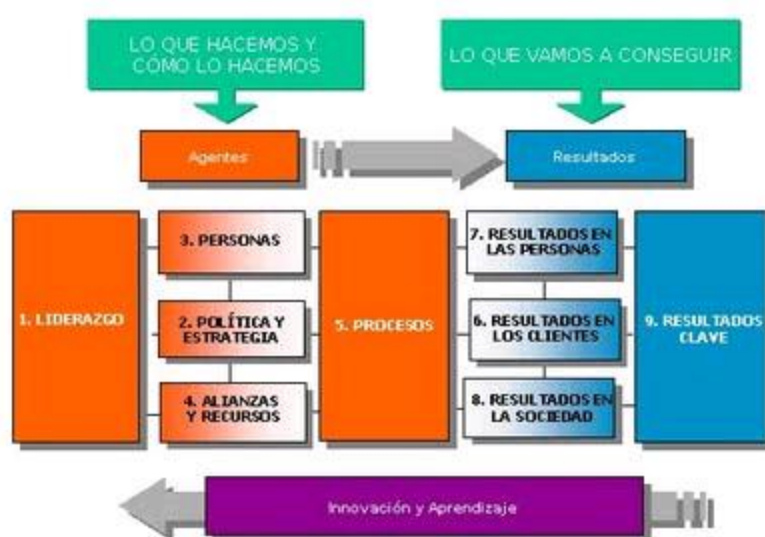 LO QUE HACEMOS Y
CÓMO LO HACEMOS
LO QUE VAMOS A CONSEGUIR
Agentes
Resultados
1. LIDERAZGO
3. PERSONAS
2. POLÍTICA Y
ESTRATEGIA
4. ALIANZAS
Y RECURSOS
5. PROCESOS
7. RESULTADOS EN
LAS PERSONAS
6. RESULTADOS EN
LOS CLIENTES
8. RESULTADOS EN
LA SOCIEDAD
9. RESULTADOS
CLAVE
Innovación y Aprendizaje